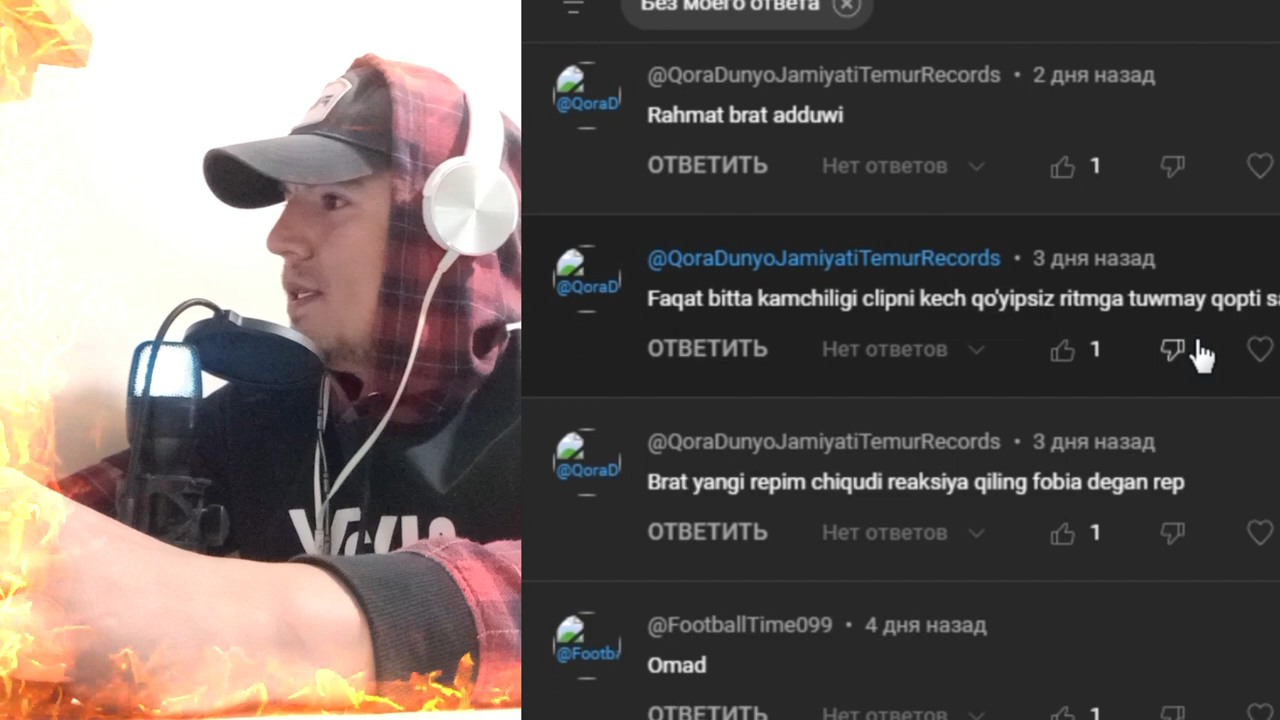 Без моего ответа
@QoraDunyoJamiyatiTemurRecords • 2 дня назад
@QoraD
Rahmat brat adduwi
ОТВЕТИТЬ Нет ответов 1
@QoraDunyoJamiyatiTemurRecords • 3 дня назад
@QoraD
Faqat bitta kamchiligi clipni kech qo'yipsiz ritmga tuwmay qopti
ОТВЕТИТЬ Нет ответов 1
@QoraDunyoJamiyatiTemurRecords • 3 дня назад
@QoraD
Brat yangi repim chiqudi reaksiya qiling fobia degan rep
ОТВЕТИТЬ Нет ответов 1
@FootballTime099 • 4 дня назад
@Footb
Omad
ОТВЕТИТЬ Нет ответов 1